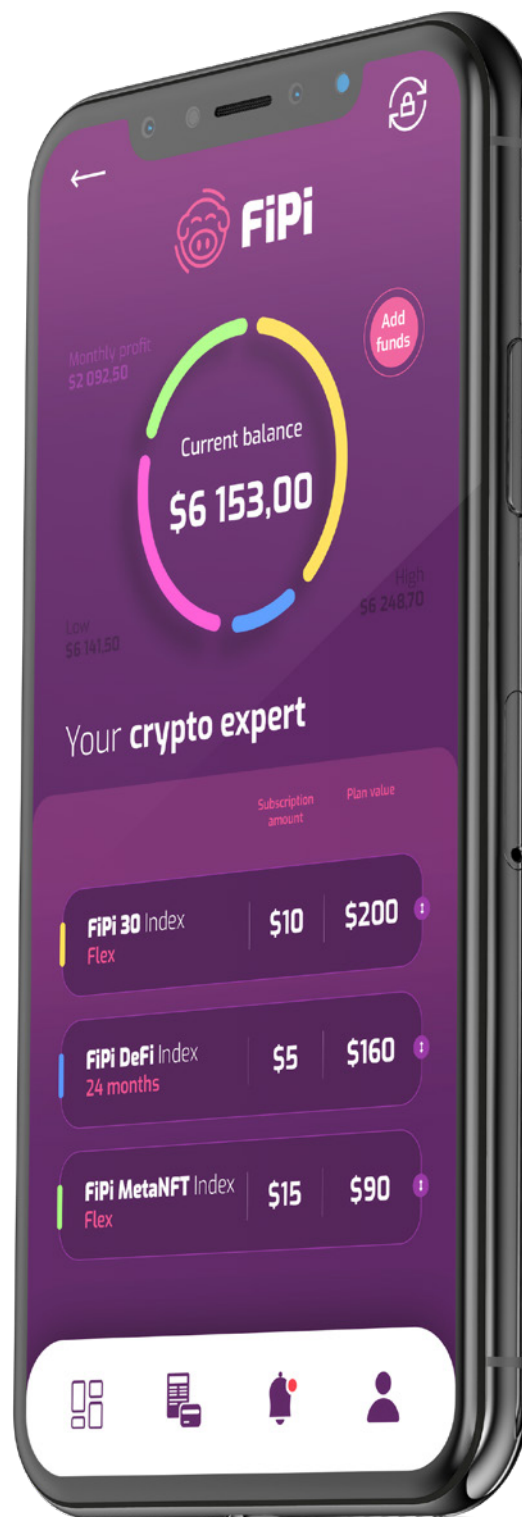 FiPi
Add
funds
Monthly profit
$2 092,50
Current balance
$6 153,00
High
$6 248,70
Low
$6 141,50
Your crypto expert
Subscription
amount
Plan value
FiPi 30 Index
Flex
$10
$200
FiPi DeFi Index
24 months
$5
$160
FiPi MetaNFT Index
Flex
$15
$90